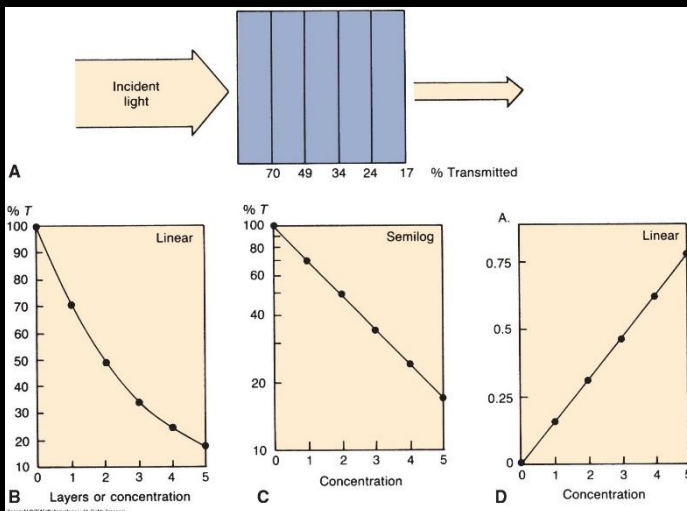 Incident
light
A
70 49 34 24 17 % Transmitted
% T
Linear
100
90
80
70
60
50
40
30
20
10
0 1 2 3 4 5
B Layers or concentration
% T
Semilog
100
80
60
40
20
10
0 1 2 3 4 5
C Concentration
A.
Linear
0.75
0.5
0.25
0
0 1 2 3 4 5
D Concentration